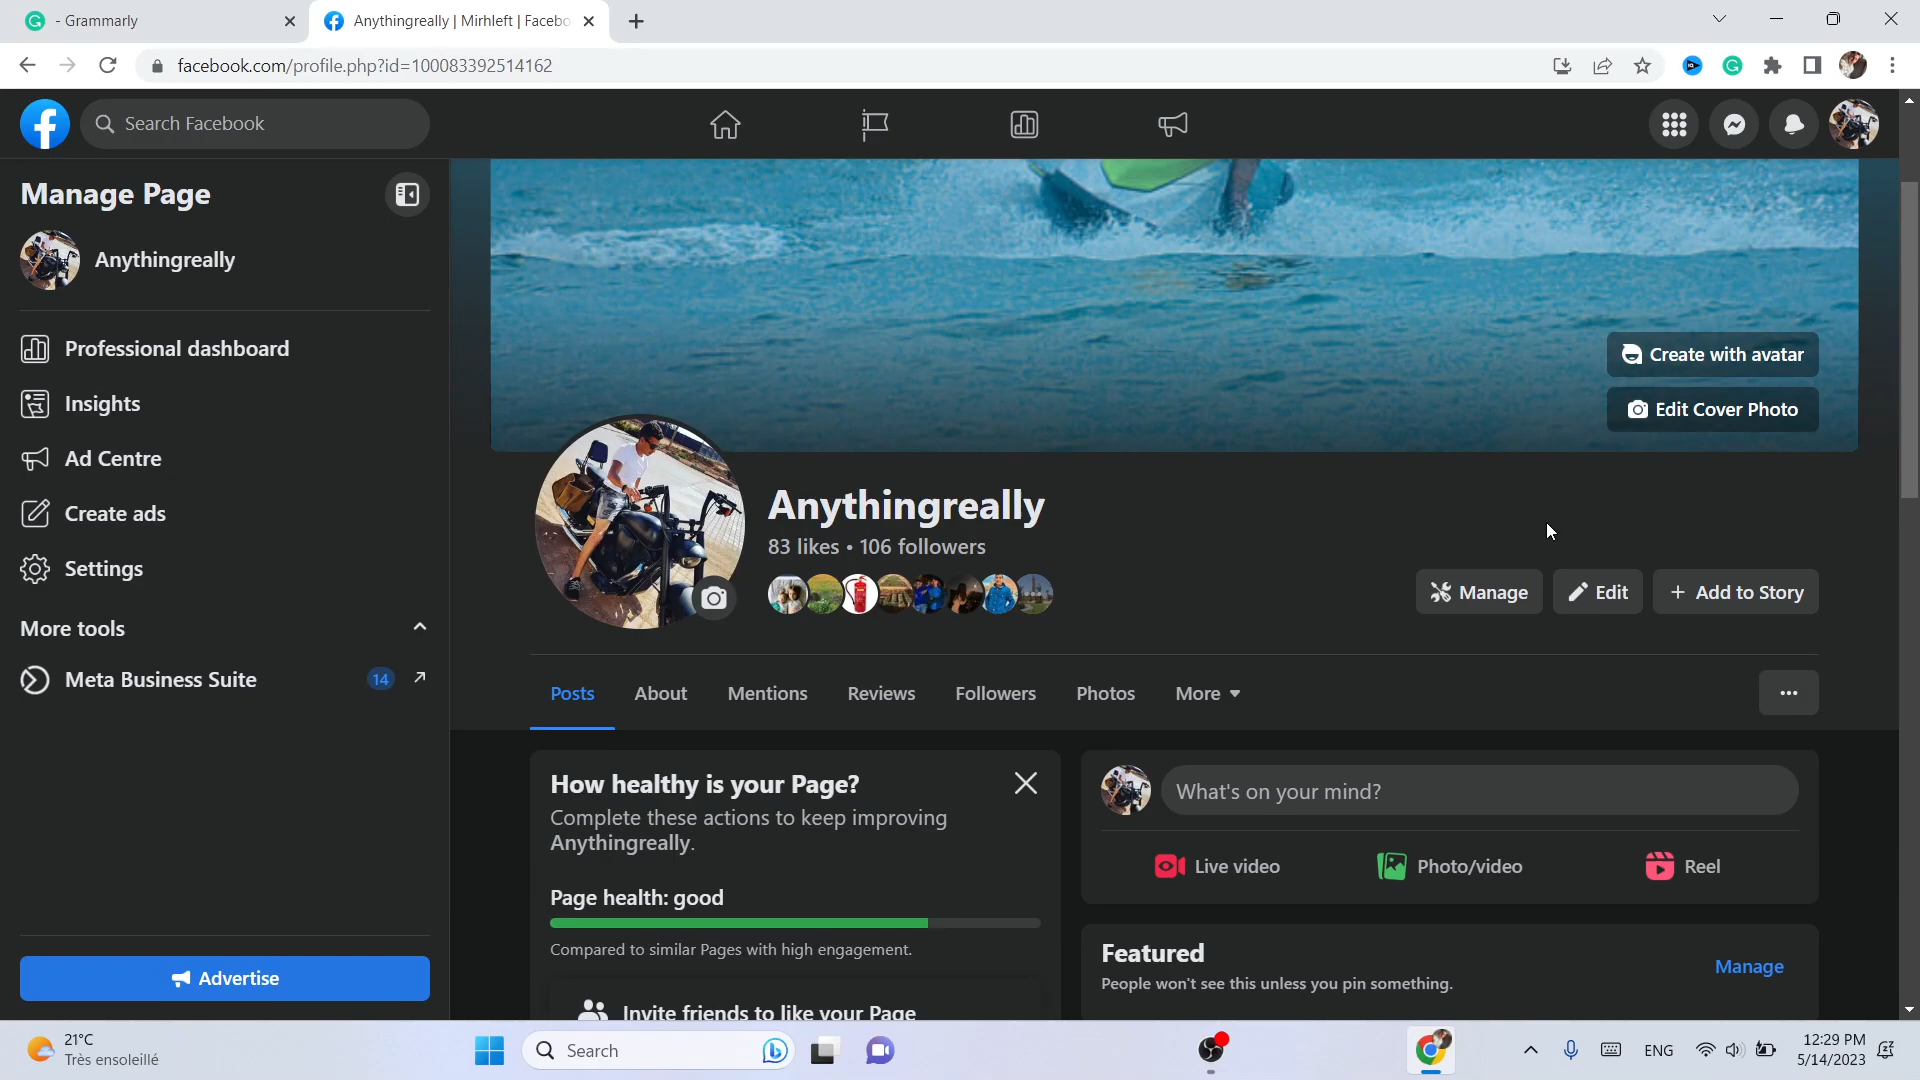 - Grammarly
Anythingreally | Mirhleft | Facebo
facebook.com/profile.php?id=100083392514162
Search Facebook
Manage Page
Anythingreally
Professional dashboard
Insights
Ad Centre
Create ads
Settings
More tools
Meta Business Suite 14
Advertise
Create with avatar
Edit Cover Photo
Anythingreally
83 likes • 106 followers
Manage Edit + Add to Story
Posts About Mentions Reviews Followers Photos More
How healthy is your Page?
Complete these actions to keep improving
Anythingreally.
Page health: good
Compared to similar Pages with high engagement.
Invite friends to like your Page
What's on your mind?
Live video Photo/video Reel
Featured
People won't see this unless you pin something.
Manage
21°C
Très ensoleillé
Search
ENG
12:29 PM
5/14/2023